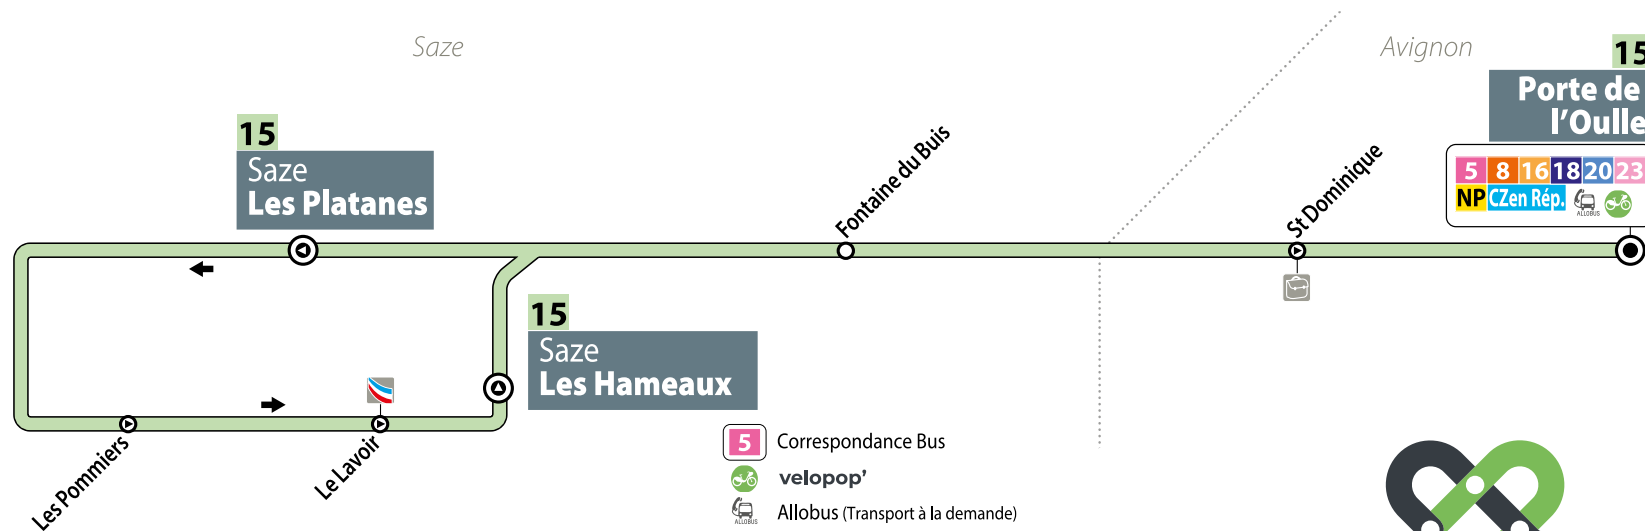 Saze
Avignon
15
Porte de
l'Oulle
15
Saze
Les Platanes
Fontaine du Buis
St Dominique
5 8 16 18 20 23
NP CZen Rép.
ALLOBUS
15
Saze
Les Hameaux
Les Pommiers
Le Lavoir
5 Correspondance Bus
velopop'
ALLOBUS
Allobus (Transport à la demande)